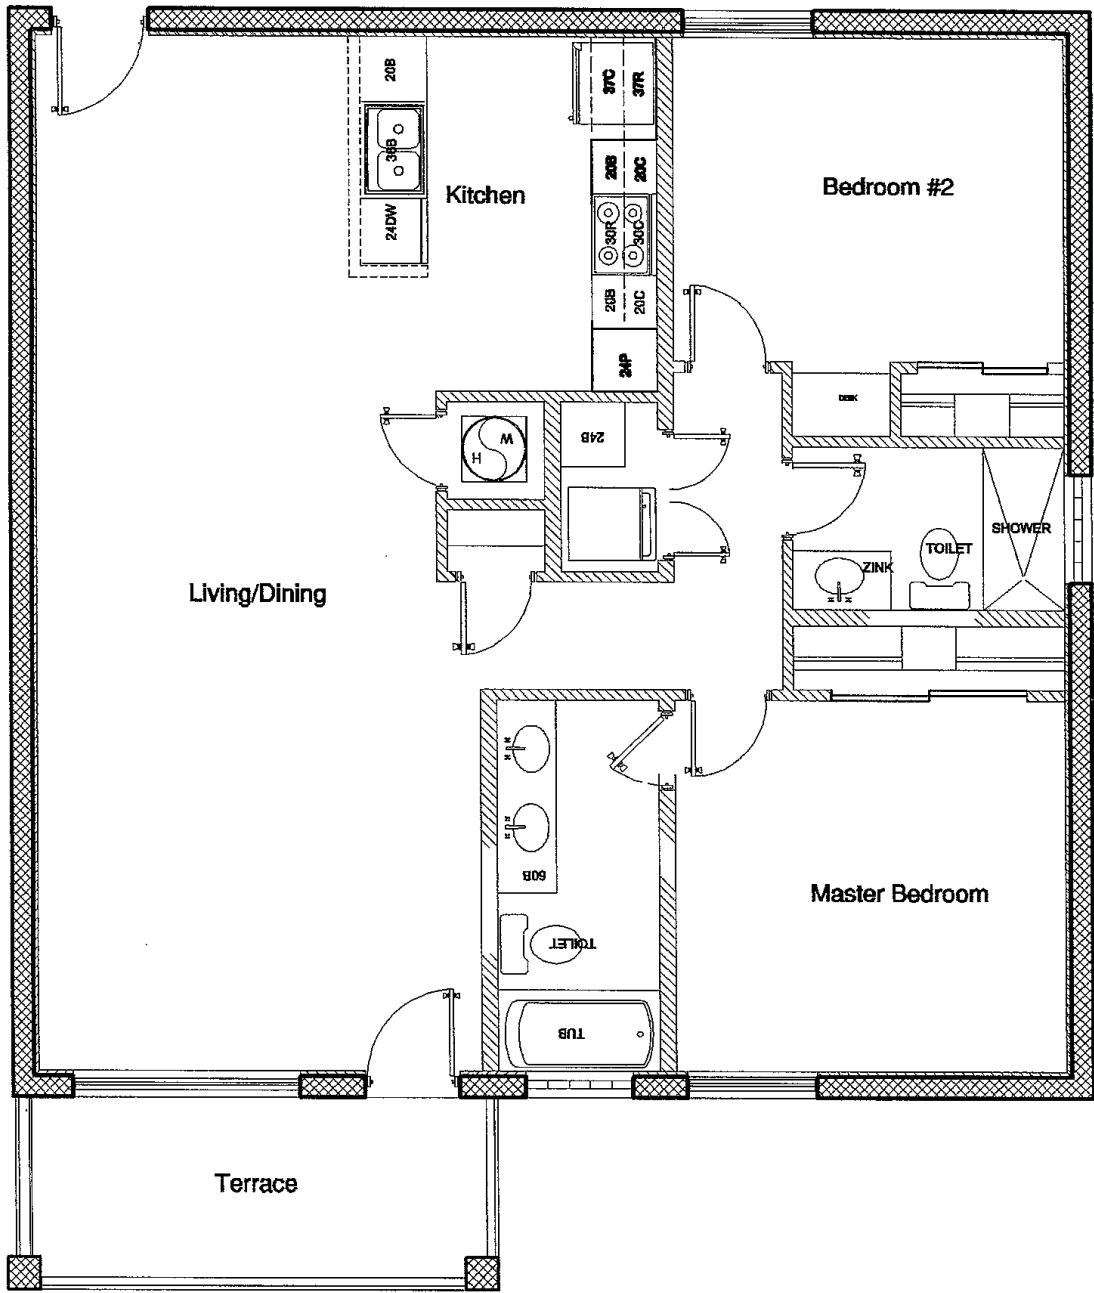 20B
37C
37R
36B
Kitchen
20B
20C
Bedroom #2
24DW
30R
30C
20B
20C
24P
24B
W
H
SHOWER
TOILET
ZINK
Living/Dining
60B
Master Bedroom
TOILET
TUB
Terrace